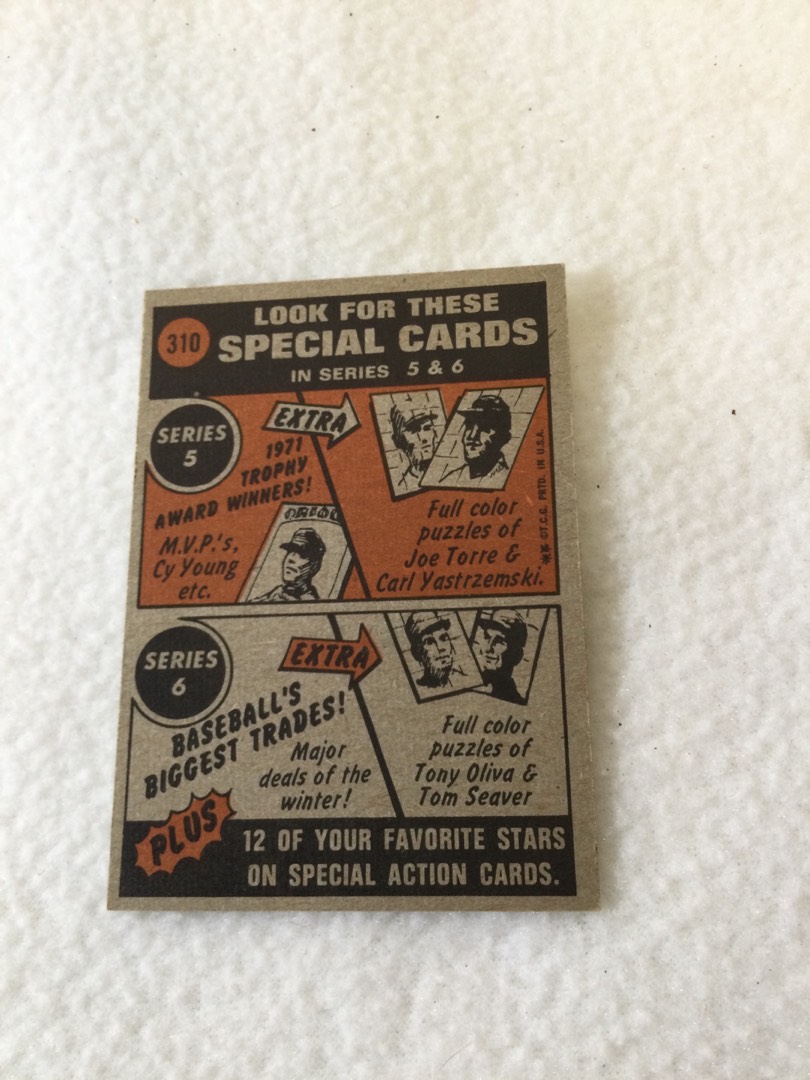 310
LOOK FOR THESE
SPECIAL CARDS
IN SERIES 5 & 6
SERIES
5
EXTRA
1971
TROPHY
AWARD WINNERS!
M.V.P.'s,
Cy Young
etc.
Full color
puzzles of
Joe Torre &
Carl Yastrzemski.
©T.C.G. PRTD. IN U.S.A.
SERIES
6
EXTRA
BASEBALL'S
BIGGEST TRADES!
Major
deals of the
winter!
Full color
puzzles of
Tony Oliva &
Tom Seaver
PLUS
12 OF YOUR FAVORITE STARS
ON SPECIAL ACTION CARDS.